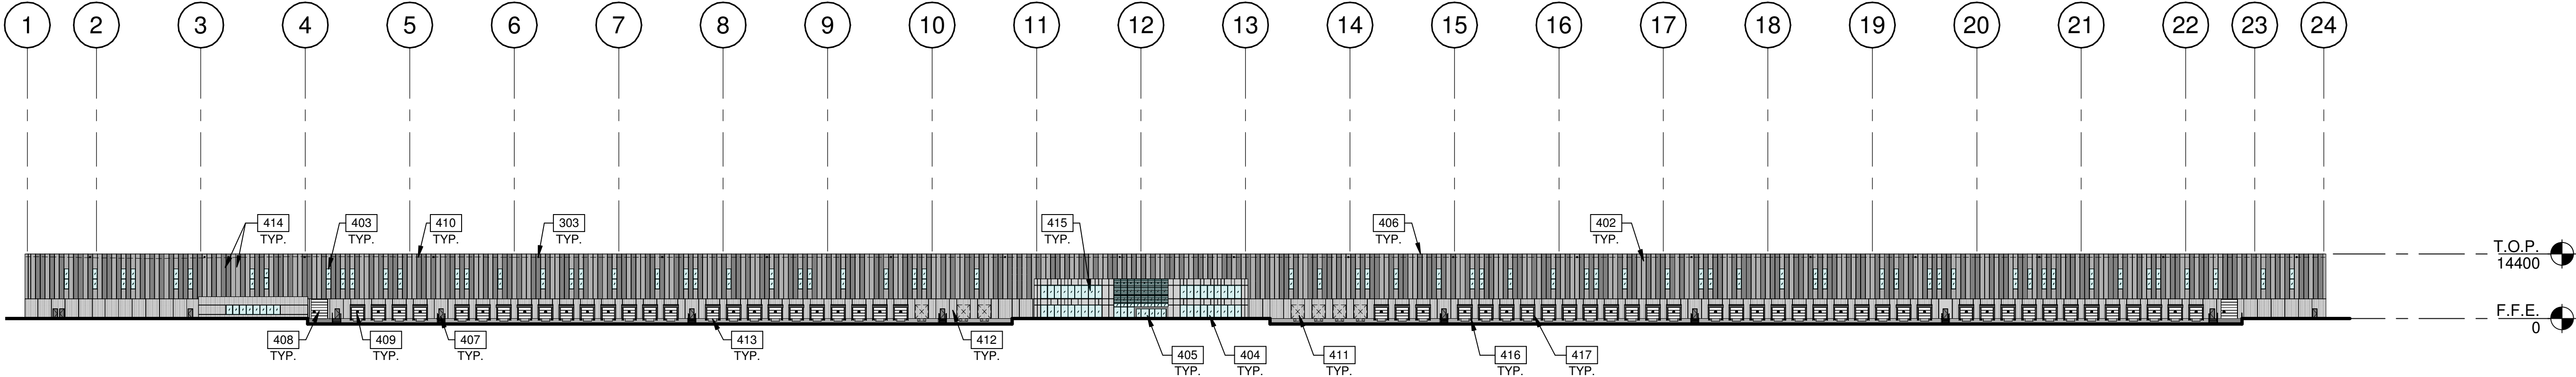 1 2 3 4 5 6 7 8 9 10 11 12 13 14 15 16 17 18 19 20 21 22 23 24
414 403 410 303 415 406 402
TYP. TYP. TYP. TYP. TYP. TYP. TYP.
T.O.P.
14400
F.F.E.
0
408 409 407 413 412
TYP. TYP. TYP. TYP. TYP.
405 404 411 416 417
TYP. TYP. TYP. TYP. TYP.